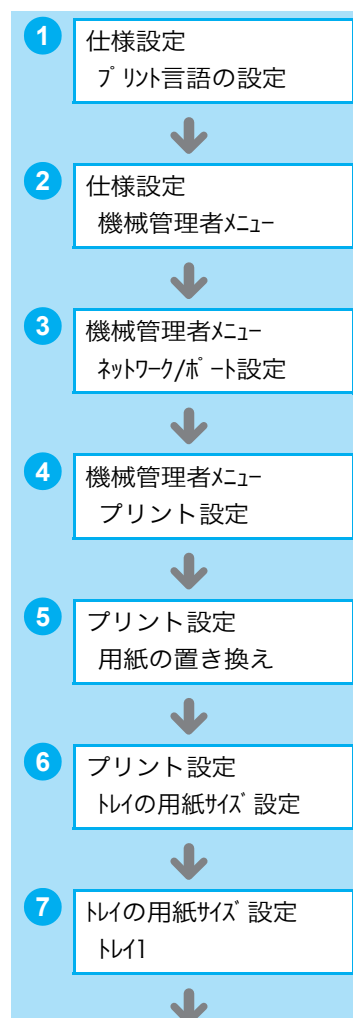 1
仕様設定
ﾌﾟﾘﾝﾄ言語の設定
2
仕様設定
機械管理者ﾒﾆｭｰ
3
機械管理者ﾒﾆｭｰ
ﾈｯﾄﾜｰｸ/ﾎﾟｰﾄ設定
4
機械管理者ﾒﾆｭｰ
プリント設定
5
プリント設定
用紙の置き換え
6
プリント設定
ﾄﾚｲの用紙ｻｲｽﾞ設定
7
ﾄﾚｲの用紙ｻｲｽﾞ設定
ﾄﾚｲ1